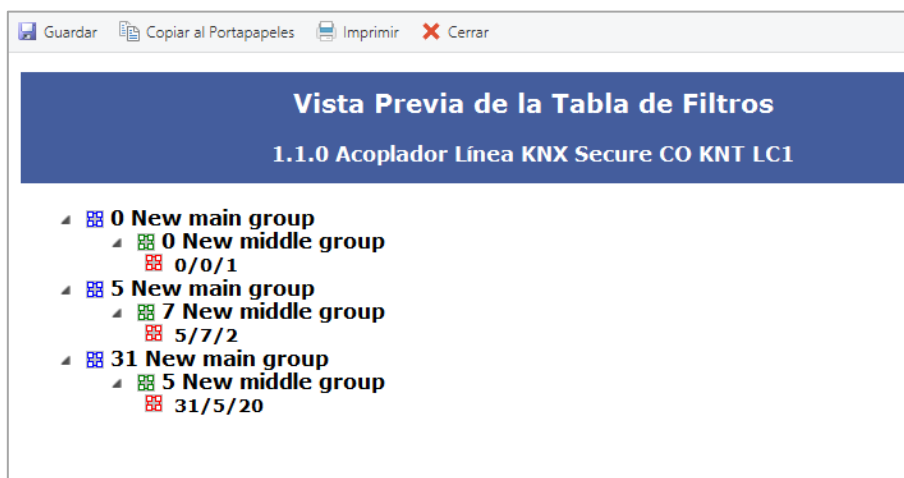 Guardar Copiar al Portapapeles Imprimir Cerrar
Vista Previa de la Tabla de Filtros
1.1.0 Acoplador Línea KNX Secure CO KNT LC1
0 New main group
0 New middle group
0/0/1
5 New main group
7 New middle group
5/7/2
31 New main group
5 New middle group
31/5/20